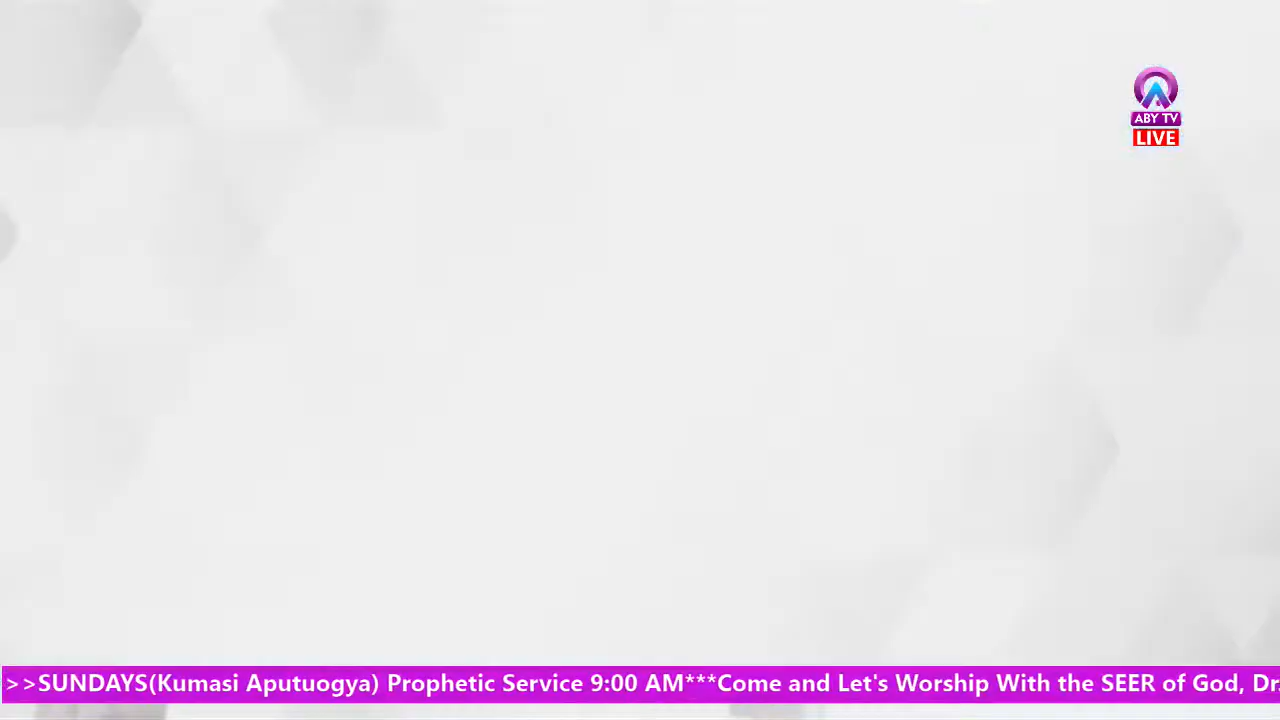 ABY TV
LIVE
>>SUNDAYS(Kumasi Aputuogya) Prophetic Service 9:00 AM***Come and Let's Worship With the SEER of God, Dr.